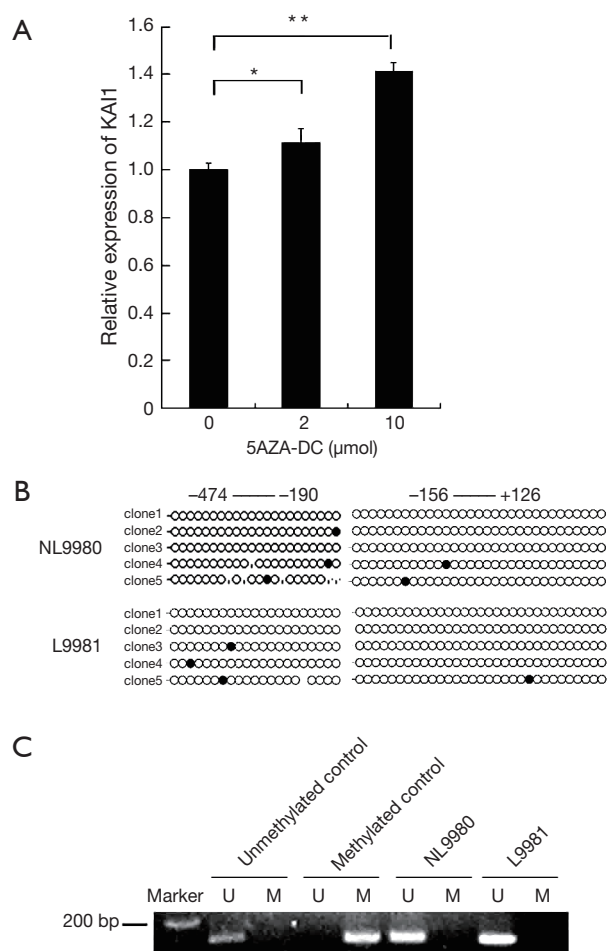 A
1.6
1.4
1.2
1.0
0.8
0.6
0.4
0.2
0
Relative expression of KAI1
*
**
0 2 10
5AZA-DC (μmol)
B
−474 −190 −156 +126
NL9980
clone1
clone2
clone3
clone4
clone5
L9981
clone1
clone2
clone3
clone4
clone5
C
Unmethylated control Methylated control NL9980 L9981
Marker U M U M U M U M
200 bp